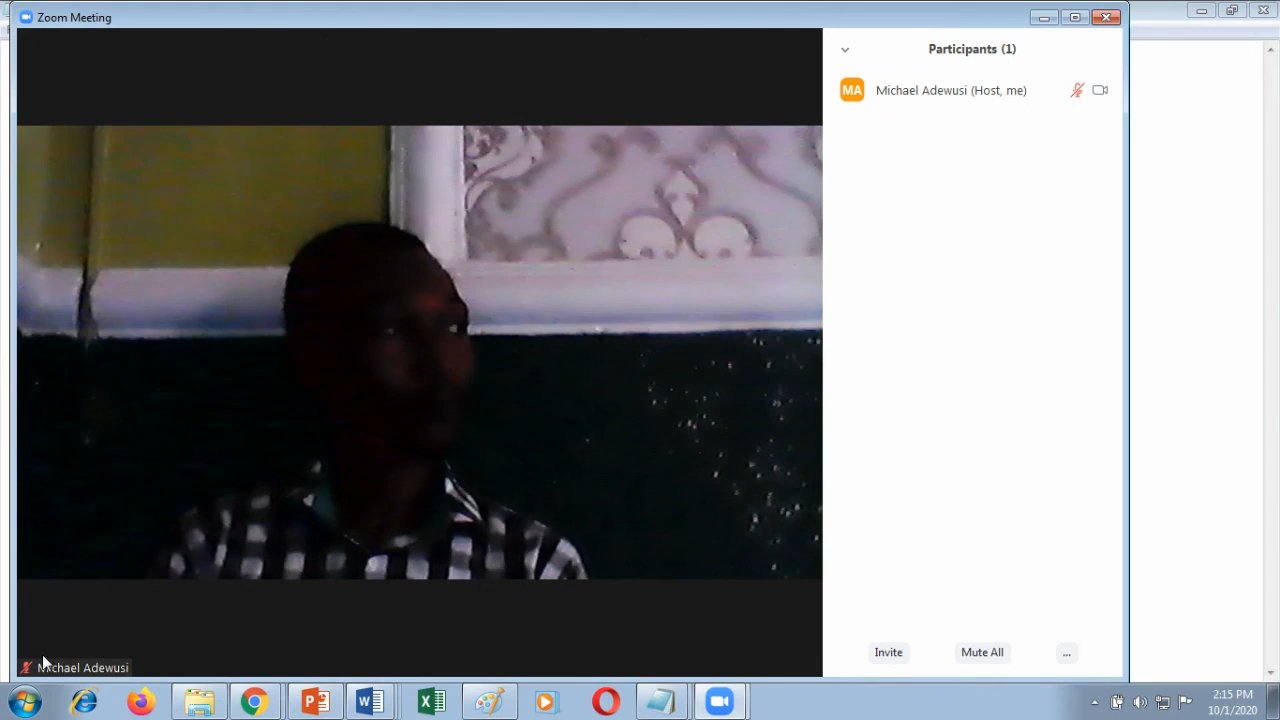 Zoom Meeting
Participants (1)
MA
Michael Adewusi (Host, me)
Invite
Mute All
...
Michael Adewusi
2:15 PM
10/1/2020